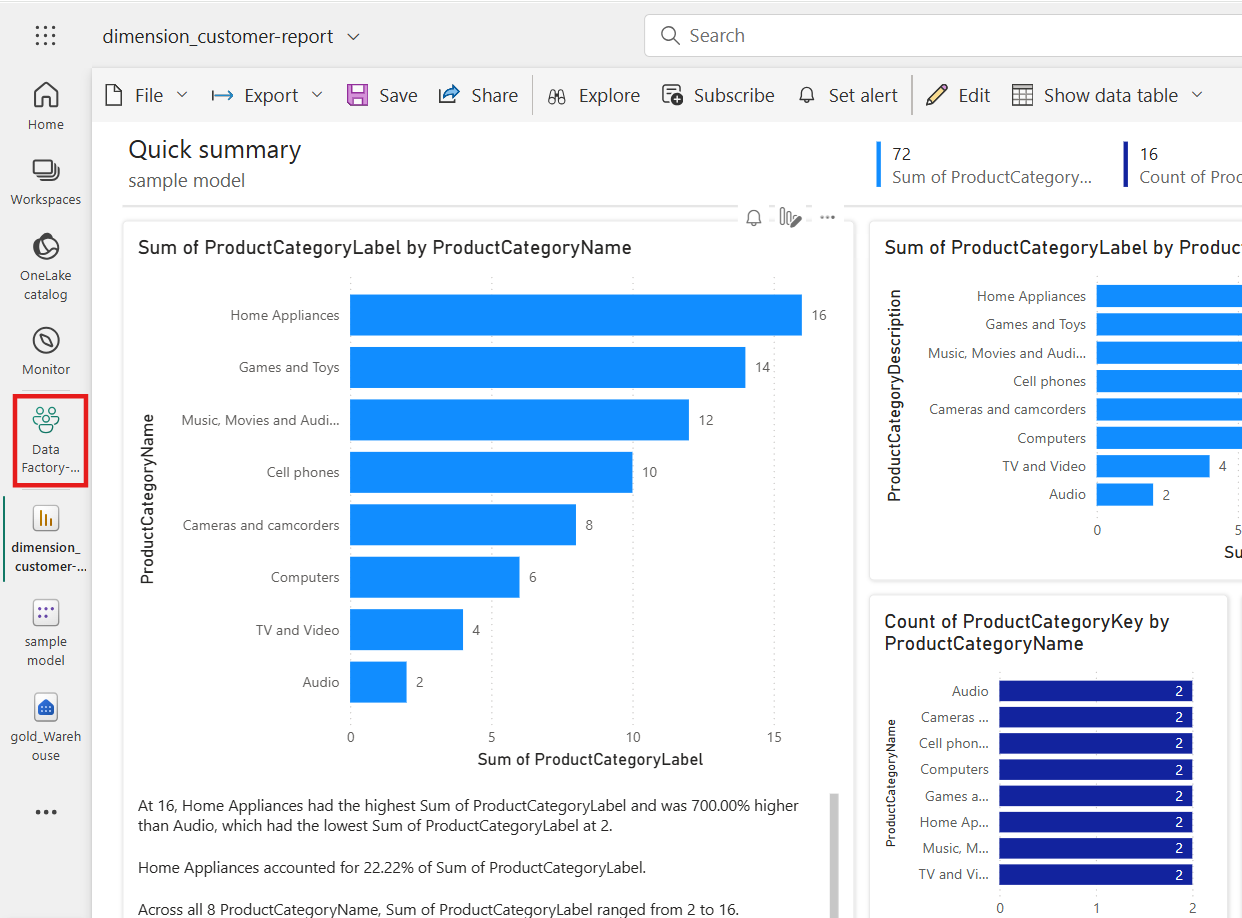 dimension_customer-report
Search
Home
Workspaces
OneLake
catalog
Monitor
Data
Factory-...
dimension_
customer-...
sample
model
gold_Wareh
ouse
File
Export
Save
Share
Explore
Subscribe
Set alert
Edit
Show data table
Quick summary
sample model
72
Sum of ProductCategory...
16
Count of Prod
Sum of ProductCategoryLabel by ProductCategoryName
ProductCategoryName
Home Appliances 16
Games and Toys 14
Music, Movies and Audi... 12
Cell phones 10
Cameras and camcorders 8
Computers 6
TV and Video 4
Audio 2
0 5 10 15
Sum of ProductCategoryLabel
At 16, Home Appliances had the highest Sum of ProductCategoryLabel and was 700.00% higher
than Audio, which had the lowest Sum of ProductCategoryLabel at 2.
Home Appliances accounted for 22.22% of Sum of ProductCategoryLabel.
Across all 8 ProductCategoryName, Sum of ProductCategoryLabel ranged from 2 to 16.
Sum of ProductCategoryLabel by Produc
ProductCategoryDescription
Home Appliances
Games and Toys
Music, Movies and Audi...
Cell phones
Cameras and camcorders
Computers
TV and Video 4
Audio 2
0 5
Su
Count of ProductCategoryKey by
ProductCategoryName
ProductCategoryName
Audio 2
Cameras ... 2
Cell phon... 2
Computers 2
Games a... 2
Home Ap... 2
Music, M... 2
TV and Vi... 2
0 1 2